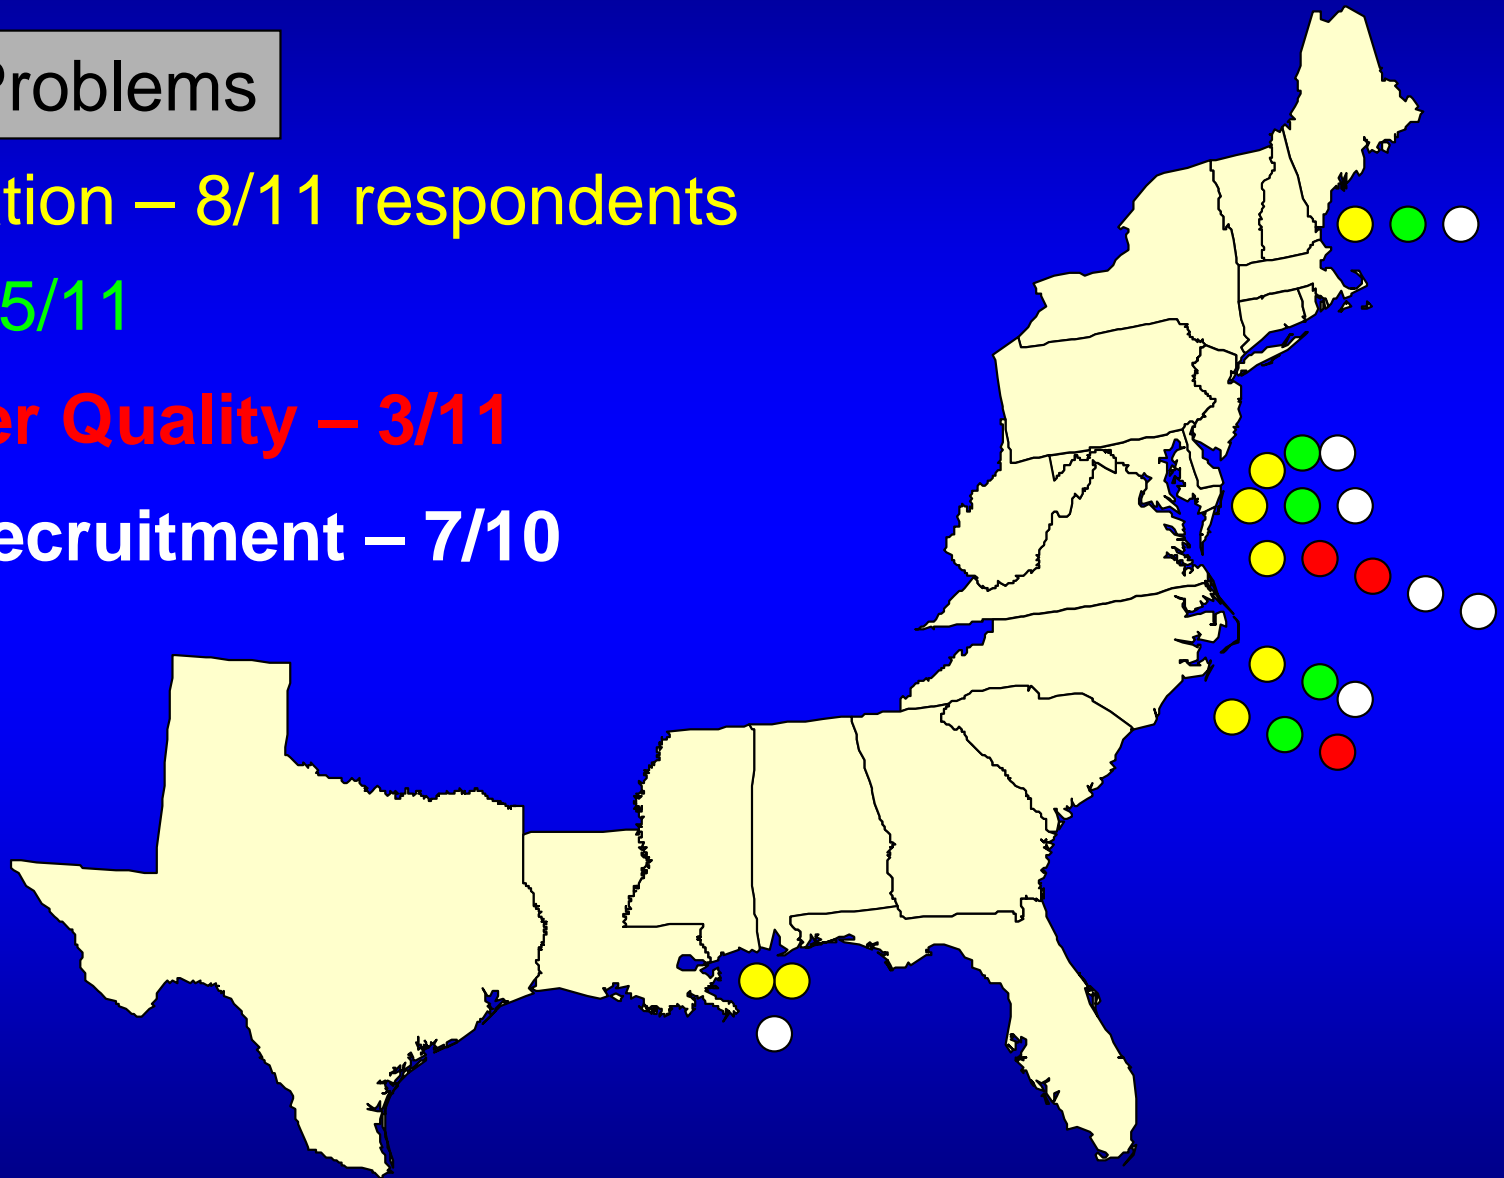 Problems
tion – 8/11 respondents
5/11
er Quality – 3/11
ecruitment – 7/10